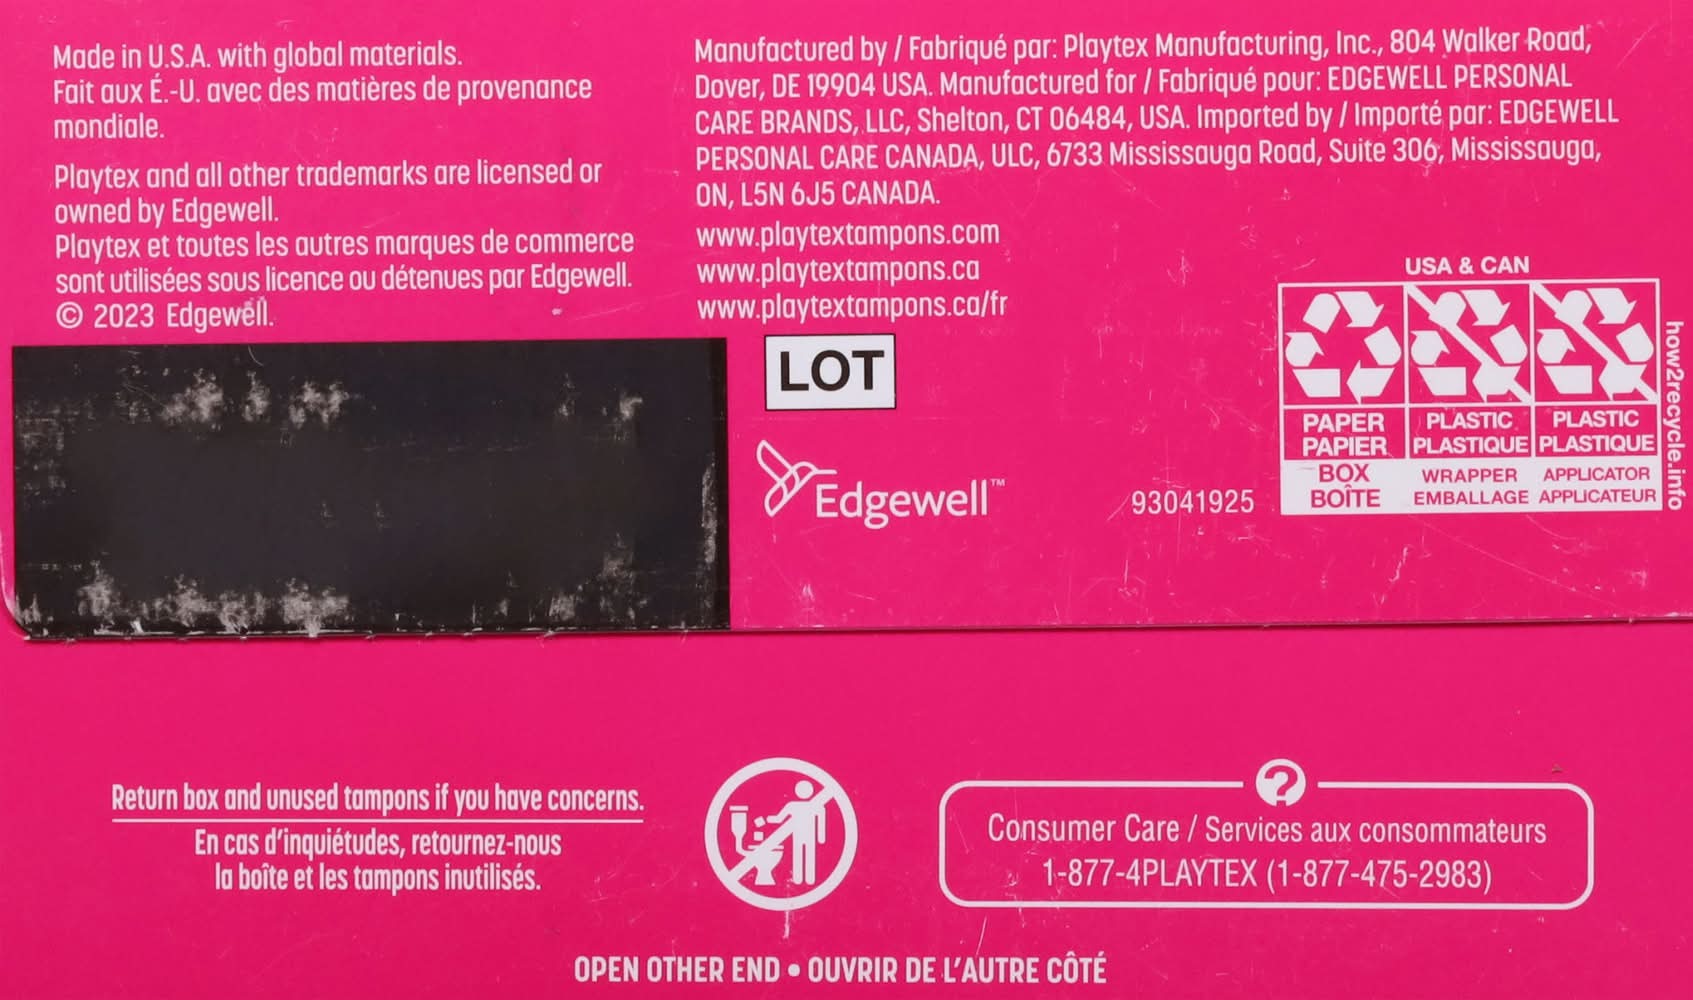 Made in U.S.A. with global materials.
Fait aux É.-U. avec des matières de provenance
mondiale.
Playtex and all other trademarks are licensed or
owned by Edgewell.
Playtex et toutes les autres marques de commerce
sont utilisées sous licence ou détenues par Edgewell.
© 2023 Edgewell.
Manufactured by / Fabriqué par: Playtex Manufacturing, Inc., 804 Walker Road,
Dover, DE 19904 USA. Manufactured for / Fabriqué pour: EDGEWELL PERSONAL
CARE BRANDS, LLC, Shelton, CT 06484, USA. Imported by / Importé par: EDGEWELL
PERSONAL CARE CANADA, ULC, 6733 Mississauga Road, Suite 306, Mississauga,
ON, L5N 6J5 CANADA.
www.playtextampons.com
www.playtextampons.ca
www.playtextampons.ca/fr
LOT
Edgewell™
93041925
USA & CAN
PAPER
PAPIER
BOX
BOÎTE
PLASTIC
PLASTIQUE
WRAPPER
EMBALLAGE
PLASTIC
PLASTIQUE
APPLICATOR
APPLICATEUR
how2recycle.info
Return box and unused tampons if you have concerns.
En cas d'inquiétudes, retournez-nous
la boîte et les tampons inutilisés.
?
Consumer Care / Services aux consommateurs
1-877-4PLAYTEX (1-877-475-2983)
OPEN OTHER END • OUVRIR DE L'AUTRE CÔTÉ